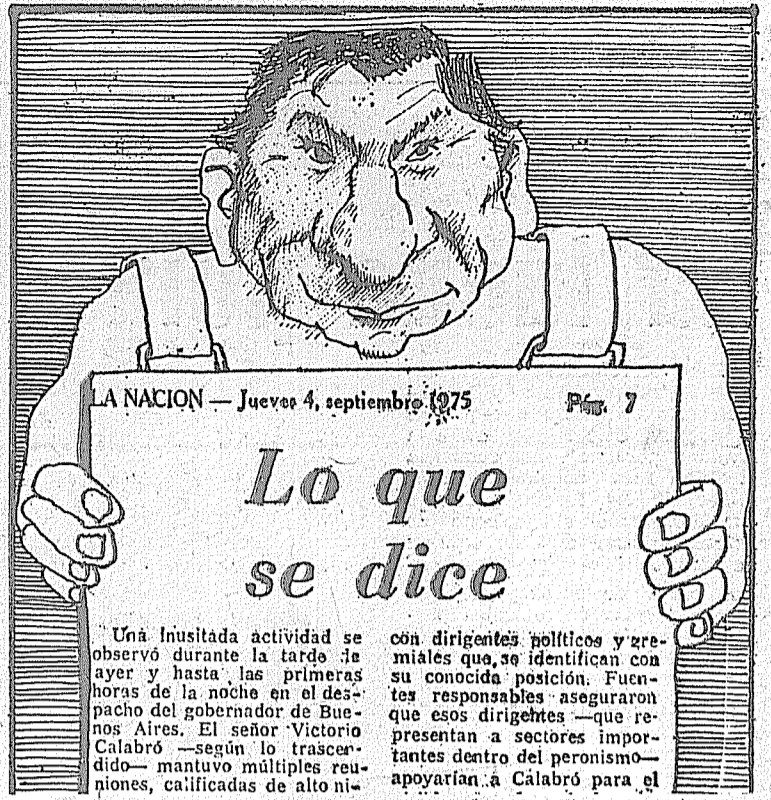 LA NACION — Jueves 4, septiembre 1975 Pág. 7
Lo que
se dice
Una inusitada actividad se
observó durante la tarde de
ayer y hasta las primeras
horas de la noche en el des-
pacho del gobernador de Bue-
nos Aires. El señor Victorio
Calabró —según lo trascen-
dido— mantuvo múltiples reu-
niones, calificadas de alto ni-
con dirigentes políticos y gre-
miales que se identifican con
su conocida posición. Fuen-
tes responsables aseguraron
que esos dirigentes —que re-
presentan a sectores impor-
tantes dentro del peronismo—
apoyarían a Calabró para el